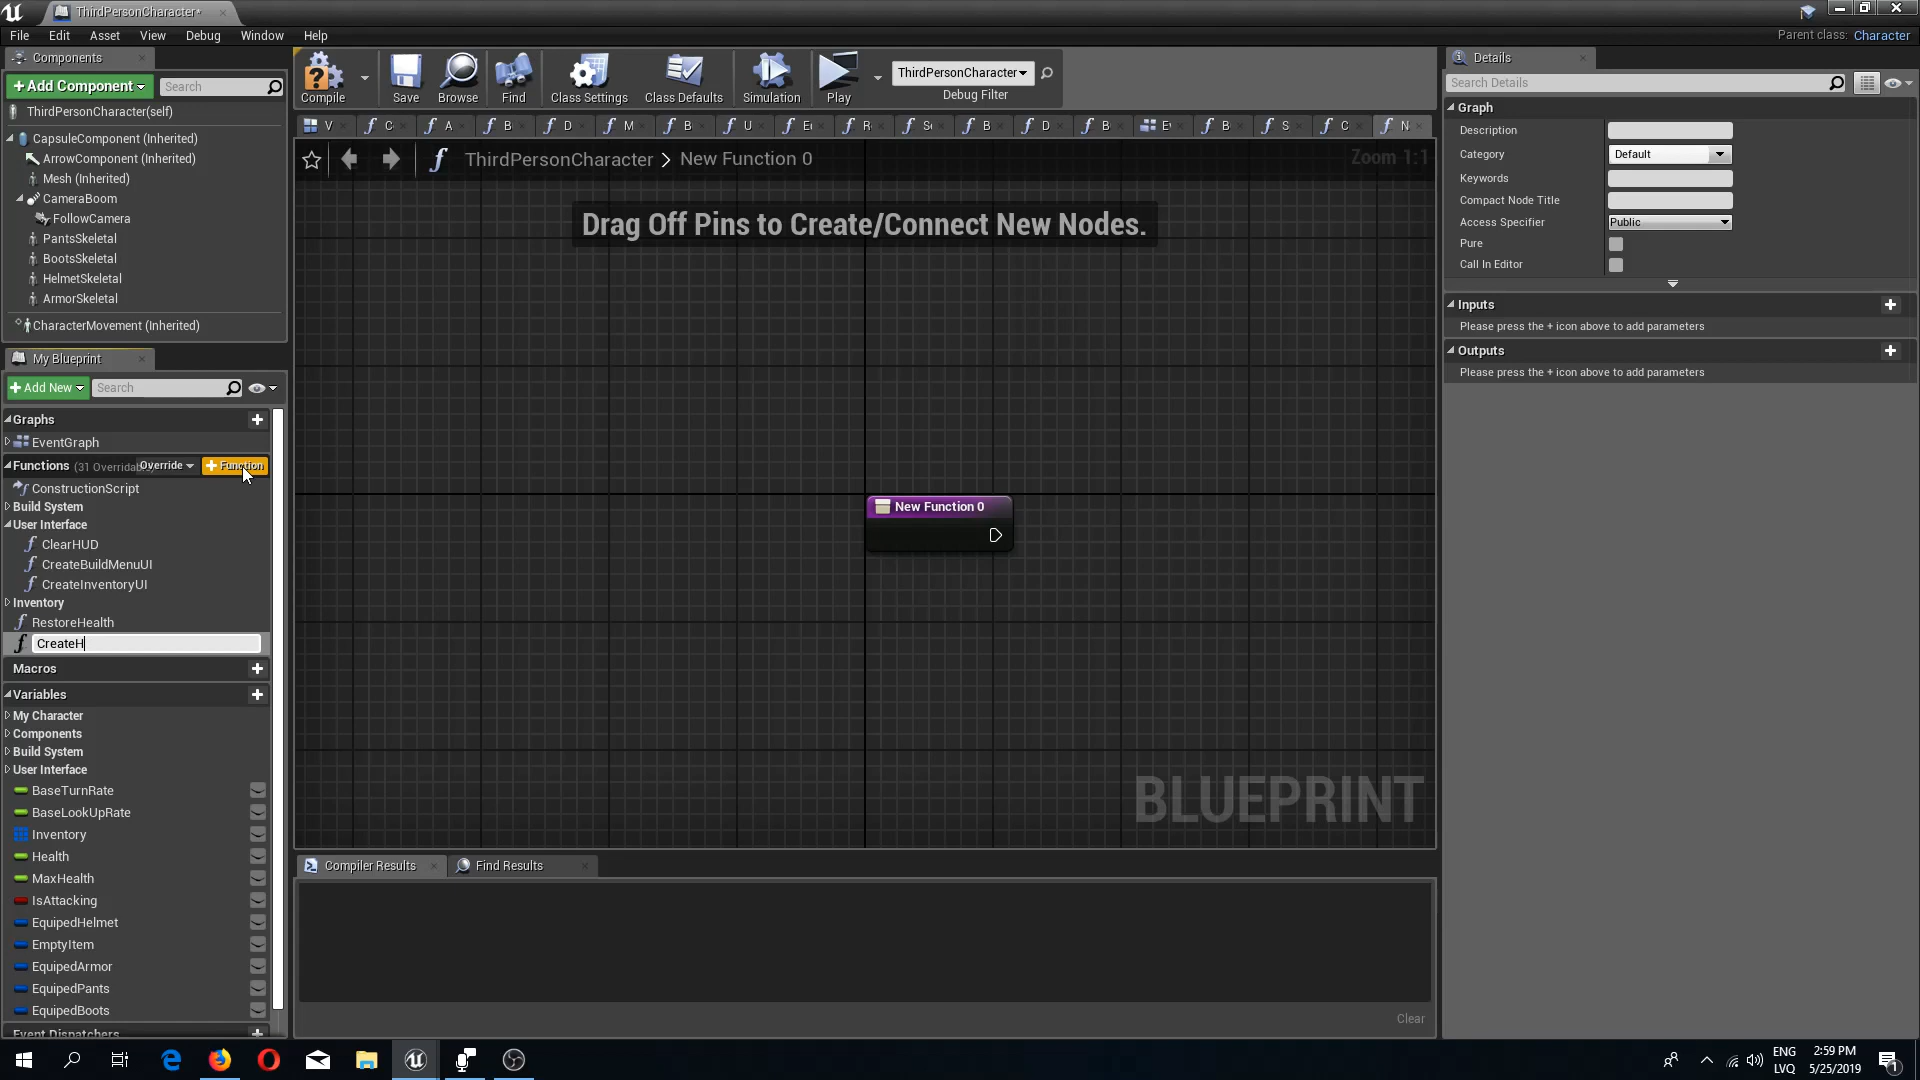 ThirdPersonCharacter*
File Edit Asset View Debug Window Help
Parent class: Character
Components
+ Add Component
Search
ThirdPersonCharacter(self)
CapsuleComponent (Inherited)
ArrowComponent (Inherited)
Mesh (Inherited)
CameraBoom
FollowCamera
PantsSkeletal
BootsSkeletal
HelmetSkeletal
ArmorSkeletal
CharacterMovement (Inherited)
My Blueprint
+ Add New
Search
Graphs
EventGraph
Functions (31 Overridab
Override
+ Function
ConstructionScript
Build System
User Interface
ClearHUD
CreateBuildMenuUI
CreateInventoryUI
Inventory
RestoreHealth
CreateH
Macros
Variables
My Character
Components
Build System
User Interface
BaseTurnRate
BaseLookUpRate
Inventory
Health
MaxHealth
IsAttacking
EquipedHelmet
EmptyItem
EquipedArmor
EquipedPants
EquipedBoots
Event Dispatchers
Compile
Save
Browse
Find
Class Settings
Class Defaults
Simulation
Play
ThirdPersonCharacter
Debug Filter
V C A B D M B U E R S B D B E B S C N
ThirdPersonCharacter > New Function 0
Zoom 1:1
Drag Off Pins to Create/Connect New Nodes.
New Function 0
BLUEPRINT
Compiler Results
Find Results
Clear
Details
Search Details
Graph
Description
Category Default
Keywords
Compact Node Title
Access Specifier Public
Pure
Call In Editor
Inputs
Please press the + icon above to add parameters
Outputs
Please press the + icon above to add parameters
ENG
LVQ
2:59 PM
5/25/2019
1